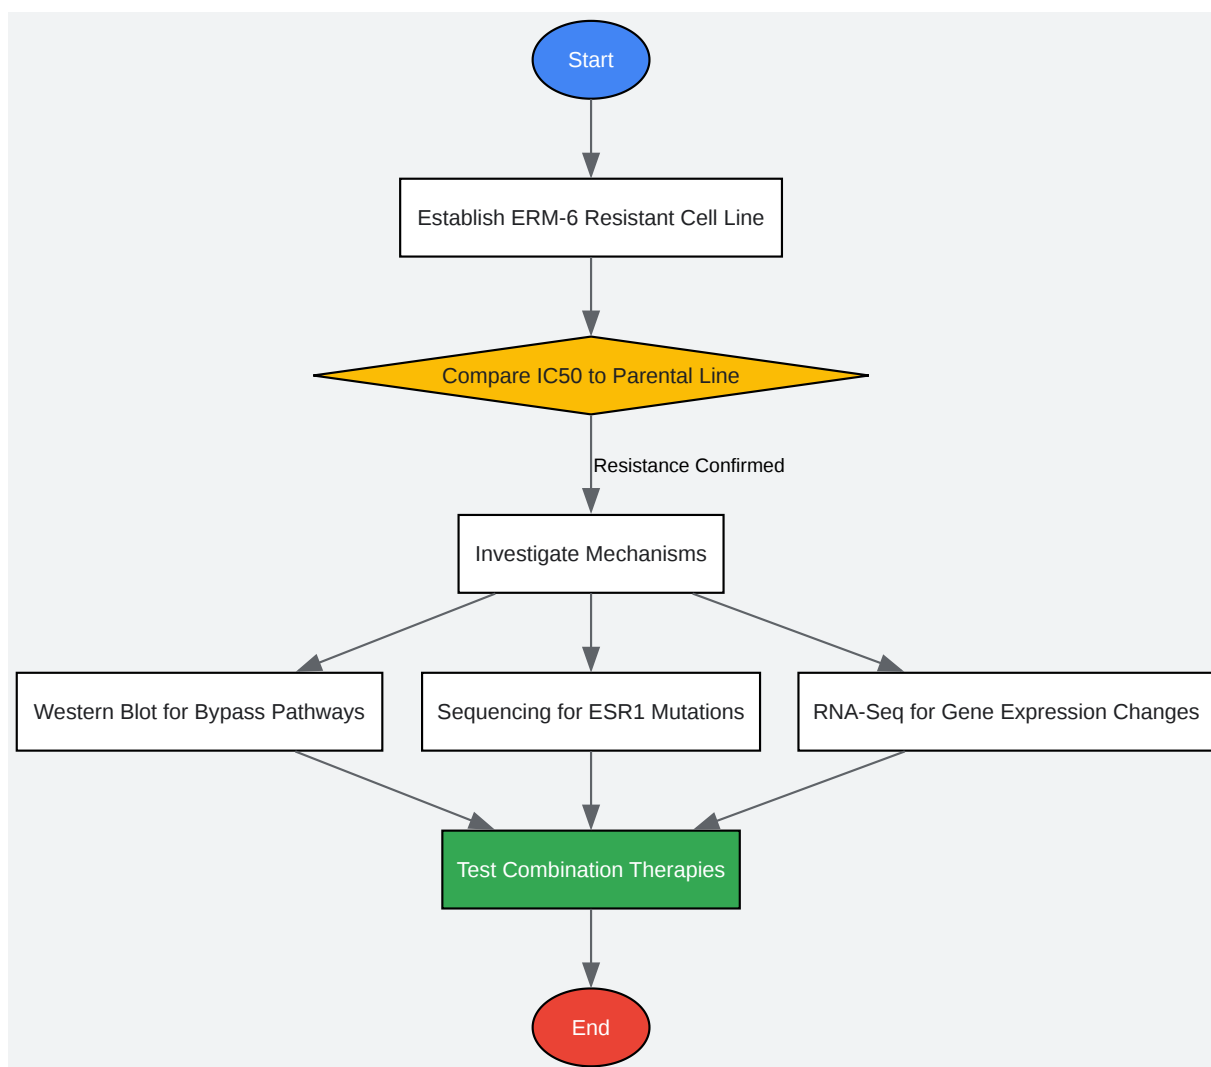 Start
Establish ERM-6 Resistant Cell Line
Compare IC50 to Parental Line
Resistance Confirmed
Investigate Mechanisms
Western Blot for Bypass Pathways
Sequencing for ESR1 Mutations
RNA-Seq for Gene Expression Changes
Test Combination Therapies
End